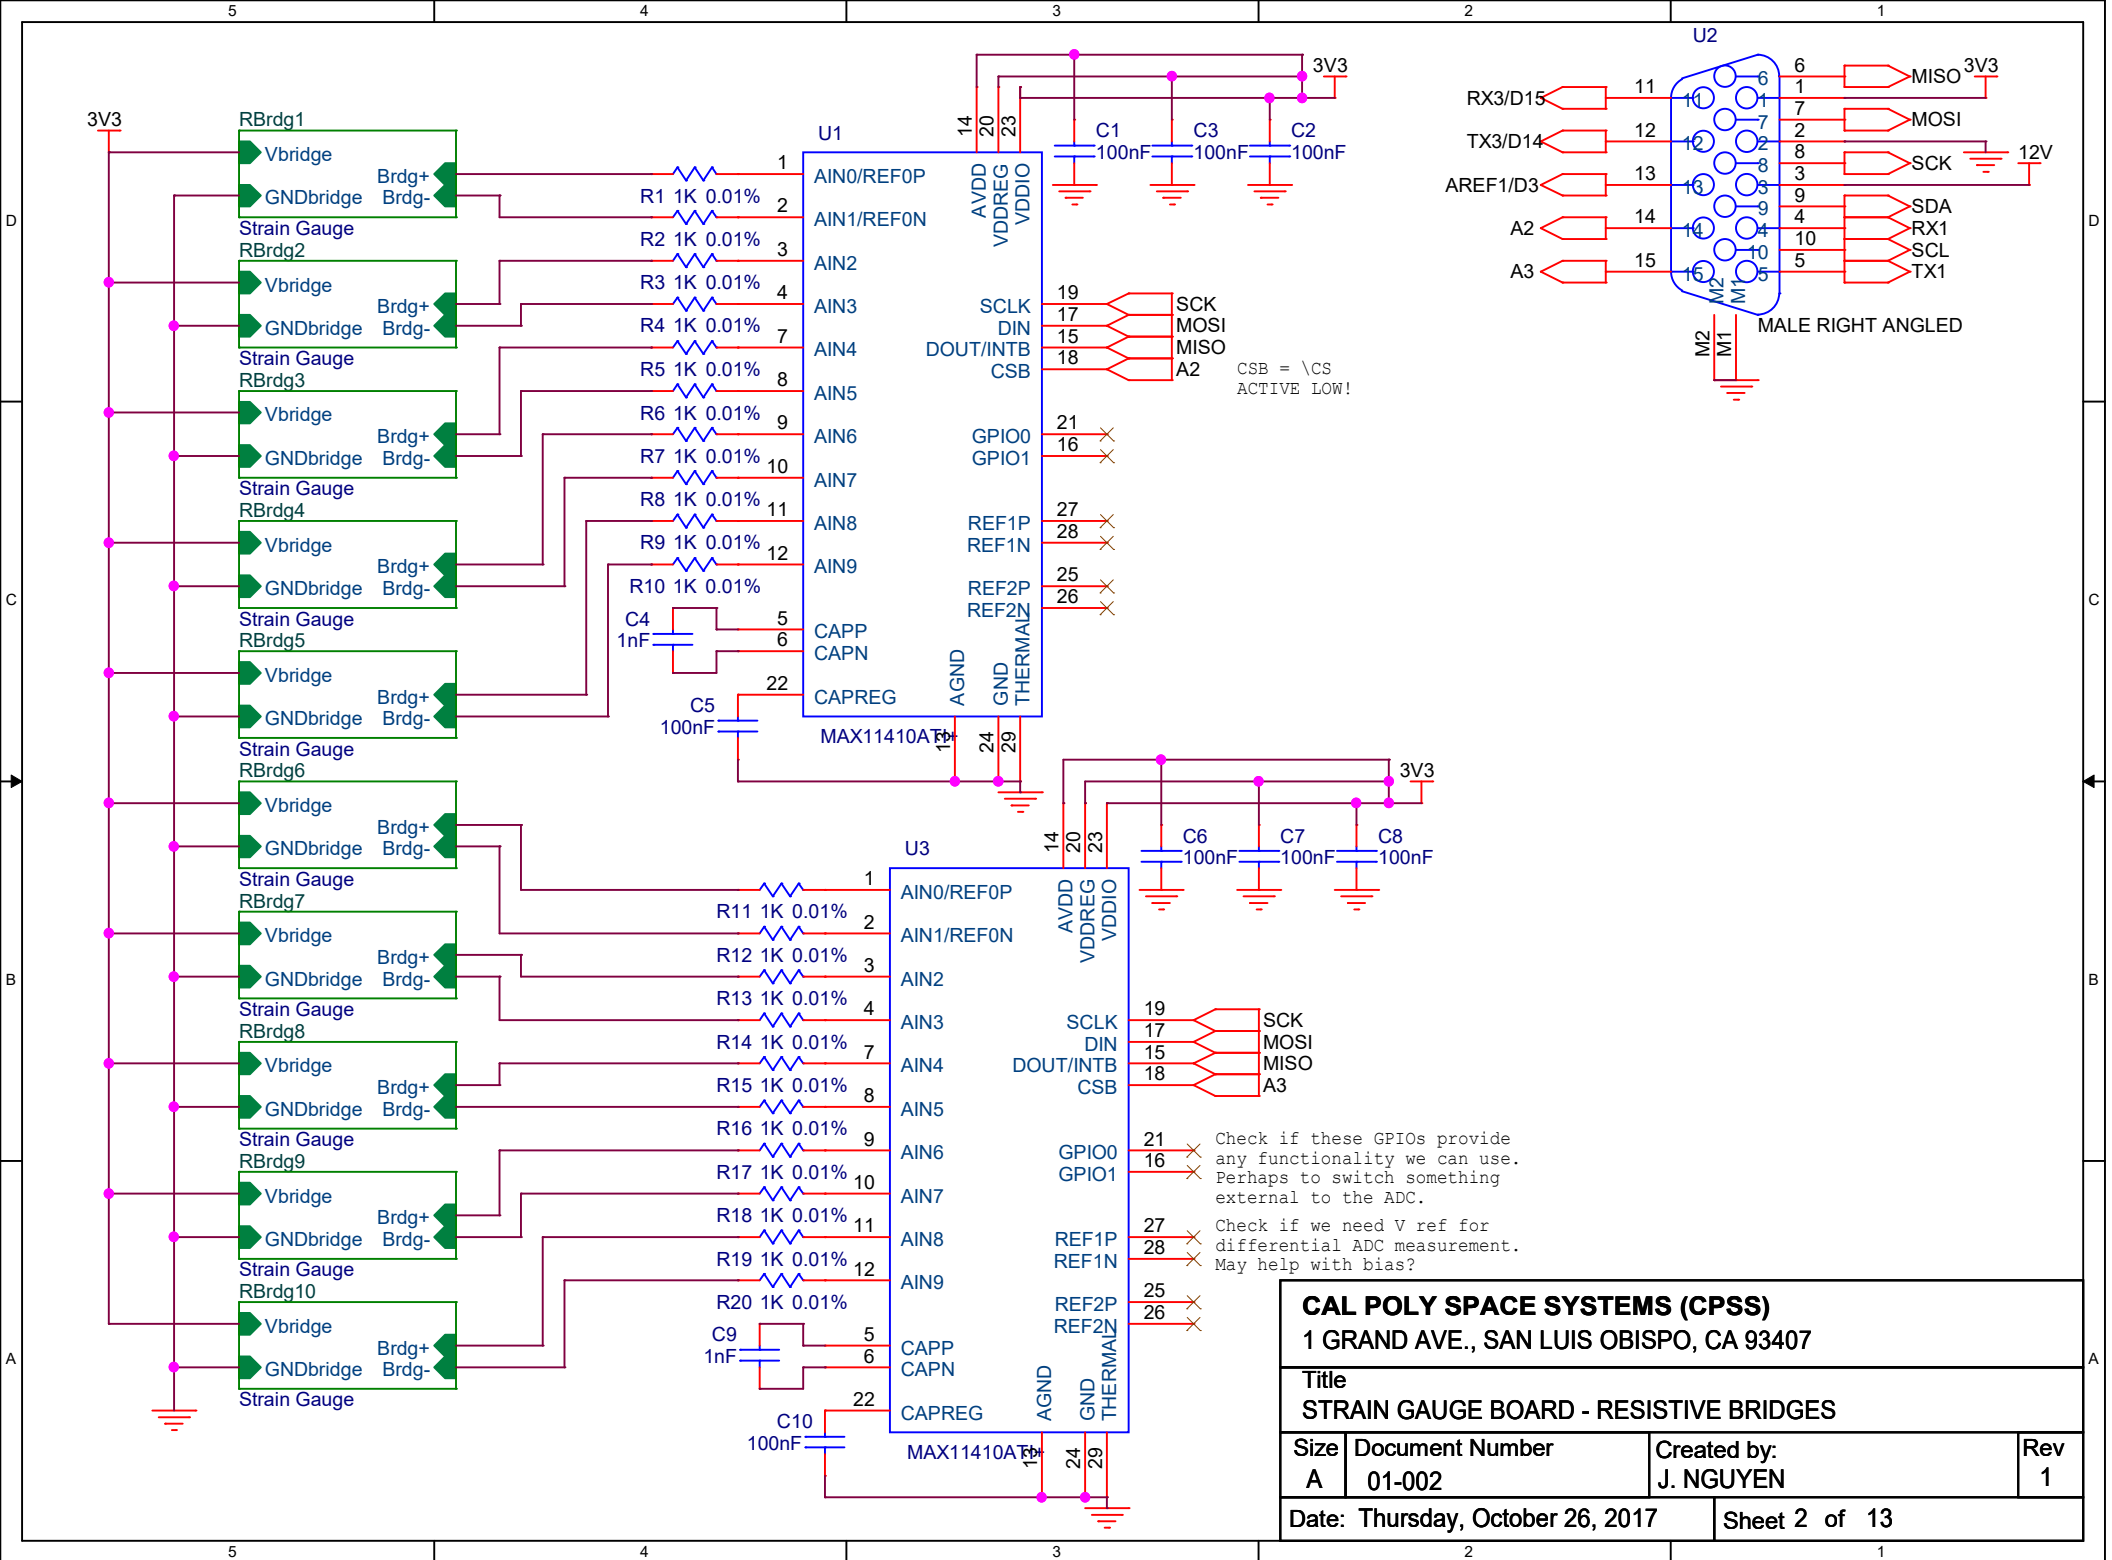 5 4 3 2 1
D
C
B
A
3V3
RBrdg1
Vbridge
Brdg+
GNDbridge Brdg-
Strain Gauge
RBrdg2
Vbridge
Brdg+
GNDbridge Brdg-
Strain Gauge
RBrdg3
Vbridge
Brdg+
GNDbridge Brdg-
Strain Gauge
RBrdg4
Vbridge
Brdg+
GNDbridge Brdg-
Strain Gauge
RBrdg5
Vbridge
Brdg+
GNDbridge Brdg-
Strain Gauge
RBrdg6
Vbridge
Brdg+
GNDbridge Brdg-
Strain Gauge
RBrdg7
Vbridge
Brdg+
GNDbridge Brdg-
Strain Gauge
RBrdg8
Vbridge
Brdg+
GNDbridge Brdg-
Strain Gauge
RBrdg9
Vbridge
Brdg+
GNDbridge Brdg-
Strain Gauge
RBrdg10
Vbridge
Brdg+
GNDbridge Brdg-
Strain Gauge
R1 1K 0.01%
R2 1K 0.01%
R3 1K 0.01%
R4 1K 0.01%
R5 1K 0.01%
R6 1K 0.01%
R7 1K 0.01%
R8 1K 0.01%
R9 1K 0.01%
R10 1K 0.01%
C4
1nF
C5
100nF
U1
1 AIN0/REF0P
2 AIN1/REF0N
3 AIN2
4 AIN3
7 AIN4
8 AIN5
9 AIN6
10 AIN7
11 AIN8
12 AIN9
5 CAPP
6 CAPN
22 CAPREG
14 AVDD
20 VDDREG
23 VDDIO
SCLK 19 SCK
DIN 17 MOSI
DOUT/INTB 15 MISO
CSB 18 A2
CSB = \CS
ACTIVE LOW!
GPIO0 21
GPIO1 16
REF1P 27
REF1N 28
REF2P 25
REF2N 26
AGND 13
GND 24
THERMAL 29
MAX11410ATI+
3V3
C1
100nF
C3
100nF
C2
100nF
U2
RX3/D15 11
TX3/D14 12
AREF1/D3 13
A2 14
A3 15
11
12
13
14
15
6
1
7
2
8
3
9
4
10
5
6 MISO
1 3V3
7 MOSI
2
8 SCK
3 12V
9 SDA
4 RX1
10 SCL
5 TX1
M2 M1
M2 M1
MALE RIGHT ANGLED
R11 1K 0.01%
R12 1K 0.01%
R13 1K 0.01%
R14 1K 0.01%
R15 1K 0.01%
R16 1K 0.01%
R17 1K 0.01%
R18 1K 0.01%
R19 1K 0.01%
R20 1K 0.01%
C9
1nF
C10
100nF
U3
1 AIN0/REF0P
2 AIN1/REF0N
3 AIN2
4 AIN3
7 AIN4
8 AIN5
9 AIN6
10 AIN7
11 AIN8
12 AIN9
5 CAPP
6 CAPN
22 CAPREG
14 AVDD
20 VDDREG
23 VDDIO
SCLK 19 SCK
DIN 17 MOSI
DOUT/INTB 15 MISO
CSB 18 A3
GPIO0 21
GPIO1 16
REF1P 27
REF1N 28
REF2P 25
REF2N 26
AGND 13
GND 24
THERMAL 29
MAX11410ATI+
3V3
C6
100nF
C7
100nF
C8
100nF
Check if these GPIOs provide
any functionality we can use.
Perhaps to switch something
external to the ADC.
Check if we need V ref for
differential ADC measurement.
May help with bias?
CAL POLY SPACE SYSTEMS (CPSS)
1 GRAND AVE., SAN LUIS OBISPO, CA 93407
Title
STRAIN GAUGE BOARD - RESISTIVE BRIDGES
Size Document Number Created by: Rev
A 01-002 J. NGUYEN 1
Date: Thursday, October 26, 2017 Sheet 2 of 13
D
C
B
A
5 4 3 2 1